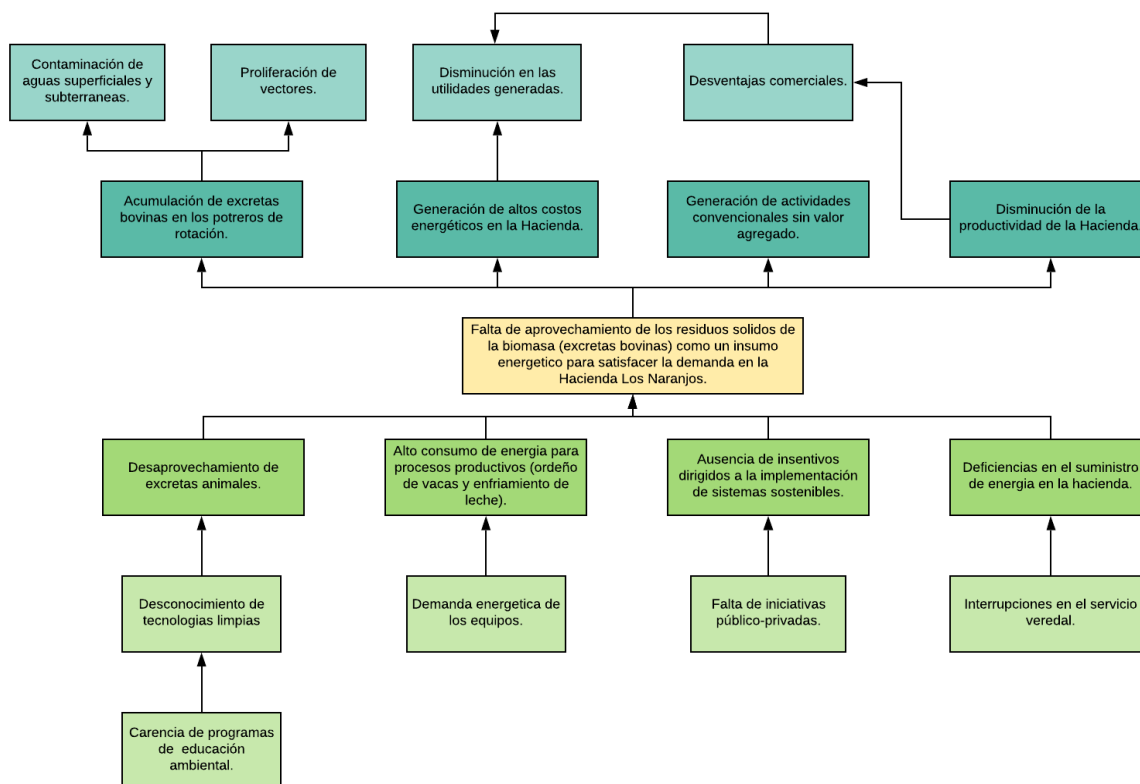 Contaminación de
aguas superficiales y
subterraneas.
Proliferación de
vectores.
Disminución en las
utilidades generadas.
Desventajas comerciales.
Acumulación de excretas
bovinas en los potreros de
rotación.
Generación de altos costos
energéticos en la Hacienda.
Generación de actividades
convencionales sin valor
agregado.
Disminución de la
productividad de la Hacienda.
Falta de aprovechamiento de los residuos solidos de
la biomasa (excretas bovinas) como un insumo
energetico para satisfacer la demanda en la
Hacienda Los Naranjos.
Desaprovechamiento de
excretas animales.
Alto consumo de energia para
procesos productivos (ordeño
de vacas y enfriamiento de
leche).
Ausencia de insentivos
dirigidos a la implementación
de sistemas sostenibles.
Deficiencias en el suministro
de energia en la hacienda.
Desconocimiento de
tecnologias limpias
Demanda energetica de
los equipos.
Falta de iniciativas
público-privadas.
Interrupciones en el servicio
veredal.
Carencia de programas
de educación
ambiental.